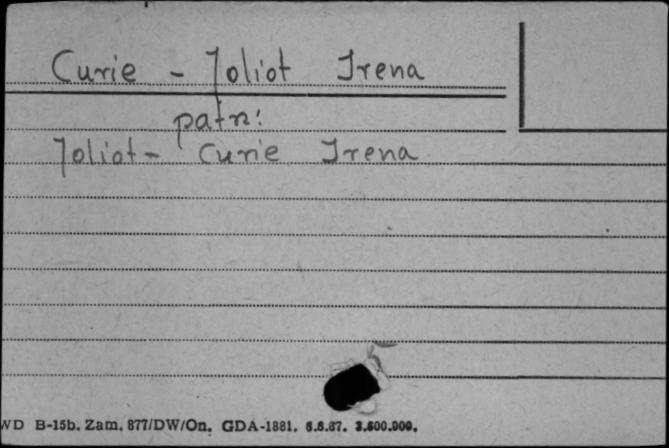 Curie - Joliot Irena
patrz:
Joliot - Curie Irena
WD B-15b. Zam. 877/DW/On. GDA-1881. 6.6.67. 3.600.000.